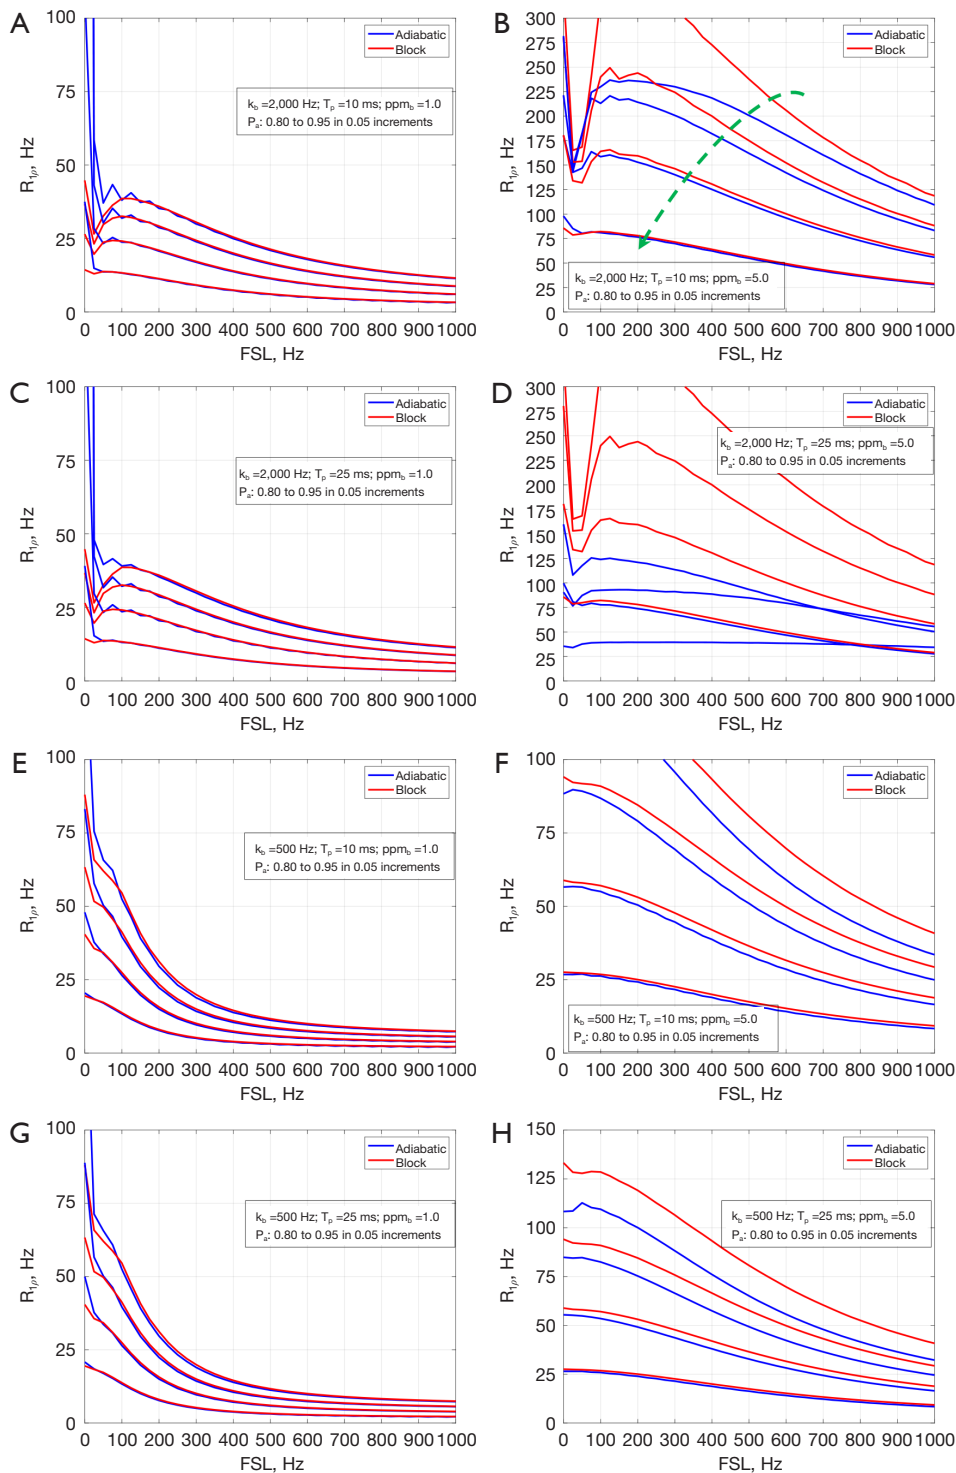 A
100
75
50
25
0
R1ρ, Hz
Adiabatic
Block
kb =2,000 Hz; Tp =10 ms; ppmb =1.0
Pa: 0.80 to 0.95 in 0.05 increments
0 100 200 300 400 500 600 700 800 900 1000
FSL, Hz
B
300
275
250
225
200
175
150
125
100
75
50
25
0
R1ρ, Hz
Adiabatic
Block
kb =2,000 Hz; Tp =10 ms; ppmb =5.0
Pa: 0.80 to 0.95 in 0.05 increments
0 100 200 300 400 500 600 700 800 900 1000
FSL, Hz
C
100
75
50
25
0
R1ρ, Hz
Adiabatic
Block
kb =2,000 Hz; Tp =25 ms; ppmb =1.0
Pa: 0.80 to 0.95 in 0.05 increments
0 100 200 300 400 500 600 700 800 900 1000
FSL, Hz
D
300
275
250
225
200
175
150
125
100
75
50
25
0
R1ρ, Hz
Adiabatic
Block
kb =2,000 Hz; Tp =25 ms; ppmb =5.0
Pa: 0.80 to 0.95 in 0.05 increments
0 100 200 300 400 500 600 700 800 900 1000
FSL, Hz
E
100
75
50
25
0
R1ρ, Hz
Adiabatic
Block
kb =500 Hz; Tp =10 ms; ppmb =1.0
Pa: 0.80 to 0.95 in 0.05 increments
0 100 200 300 400 500 600 700 800 900 1000
FSL, Hz
F
100
75
50
25
0
R1ρ, Hz
Adiabatic
Block
kb =500 Hz; Tp =10 ms; ppmb =5.0
Pa: 0.80 to 0.95 in 0.05 increments
0 100 200 300 400 500 600 700 800 900 1000
FSL, Hz
G
100
75
50
25
0
R1ρ, Hz
Adiabatic
Block
kb =500 Hz; Tp =25 ms; ppmb =1.0
Pa: 0.80 to 0.95 in 0.05 increments
0 100 200 300 400 500 600 700 800 900 1000
FSL, Hz
H
150
125
100
75
50
25
0
R1ρ, Hz
Adiabatic
Block
kb =500 Hz; Tp =25 ms; ppmb =5.0
Pa: 0.80 to 0.95 in 0.05 increments
0 100 200 300 400 500 600 700 800 900 1000
FSL, Hz